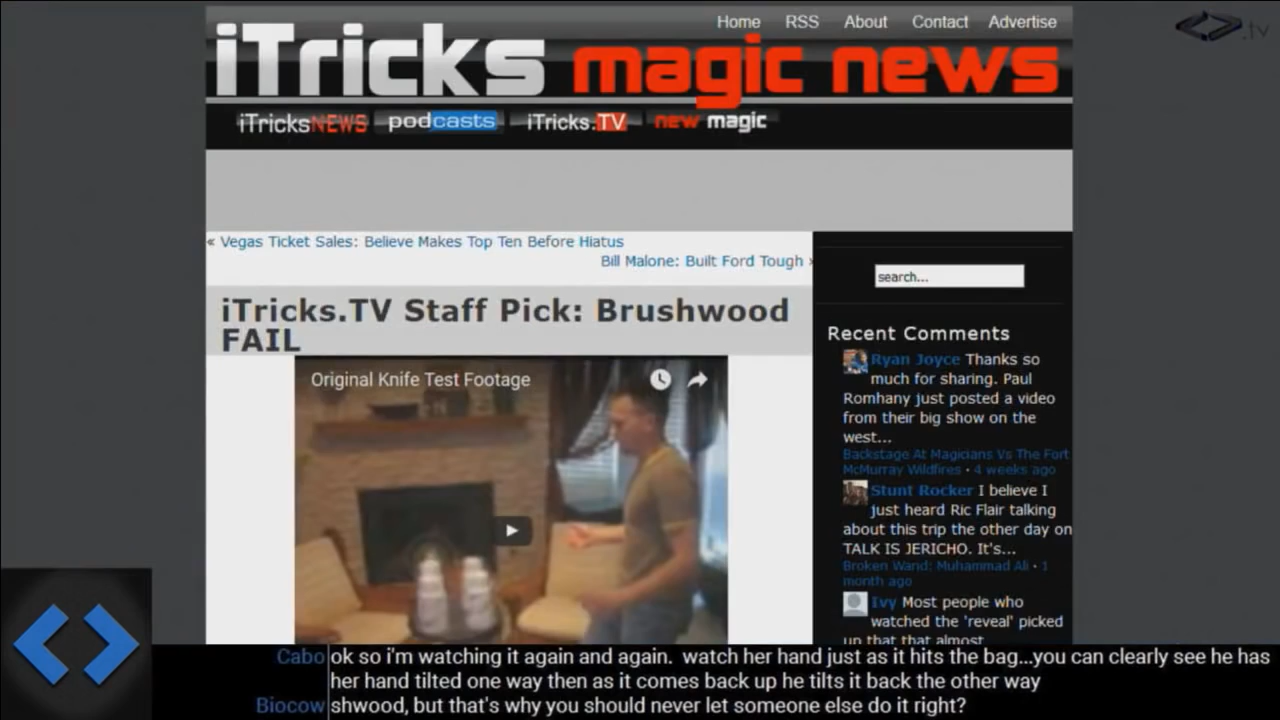 Home RSS About Contact Advertise
.tv
iTricks magic news
iTricksNEWS podcasts iTricks.TV new magic
« Vegas Ticket Sales: Believe Makes Top Ten Before Hiatus
Bill Malone: Built Ford Tough »
search...
iTricks.TV Staff Pick: Brushwood
FAIL
Original Knife Test Footage
Recent Comments
Ryan Joyce Thanks so
much for sharing. Paul
Romhany just posted a video
from their big show on the
west...
Backstage At Magicians Vs The Fort
McMurray Wildfires · 4 weeks ago
Stunt Rocker I believe I
just heard Ric Flair talking
about this trip the other day on
TALK IS JERICHO. It's...
Broken Wand: Muhammad Ali · 1
month ago
Ivy Most people who
watched the 'reveal' picked
up that that almost
Cabo ok so i'm watching it again and again. watch her hand just as it hits the bag...you can clearly see he has
her hand tilted one way then as it comes back up he tilts it back the other way
Biocow shwood, but that's why you should never let someone else do it right?